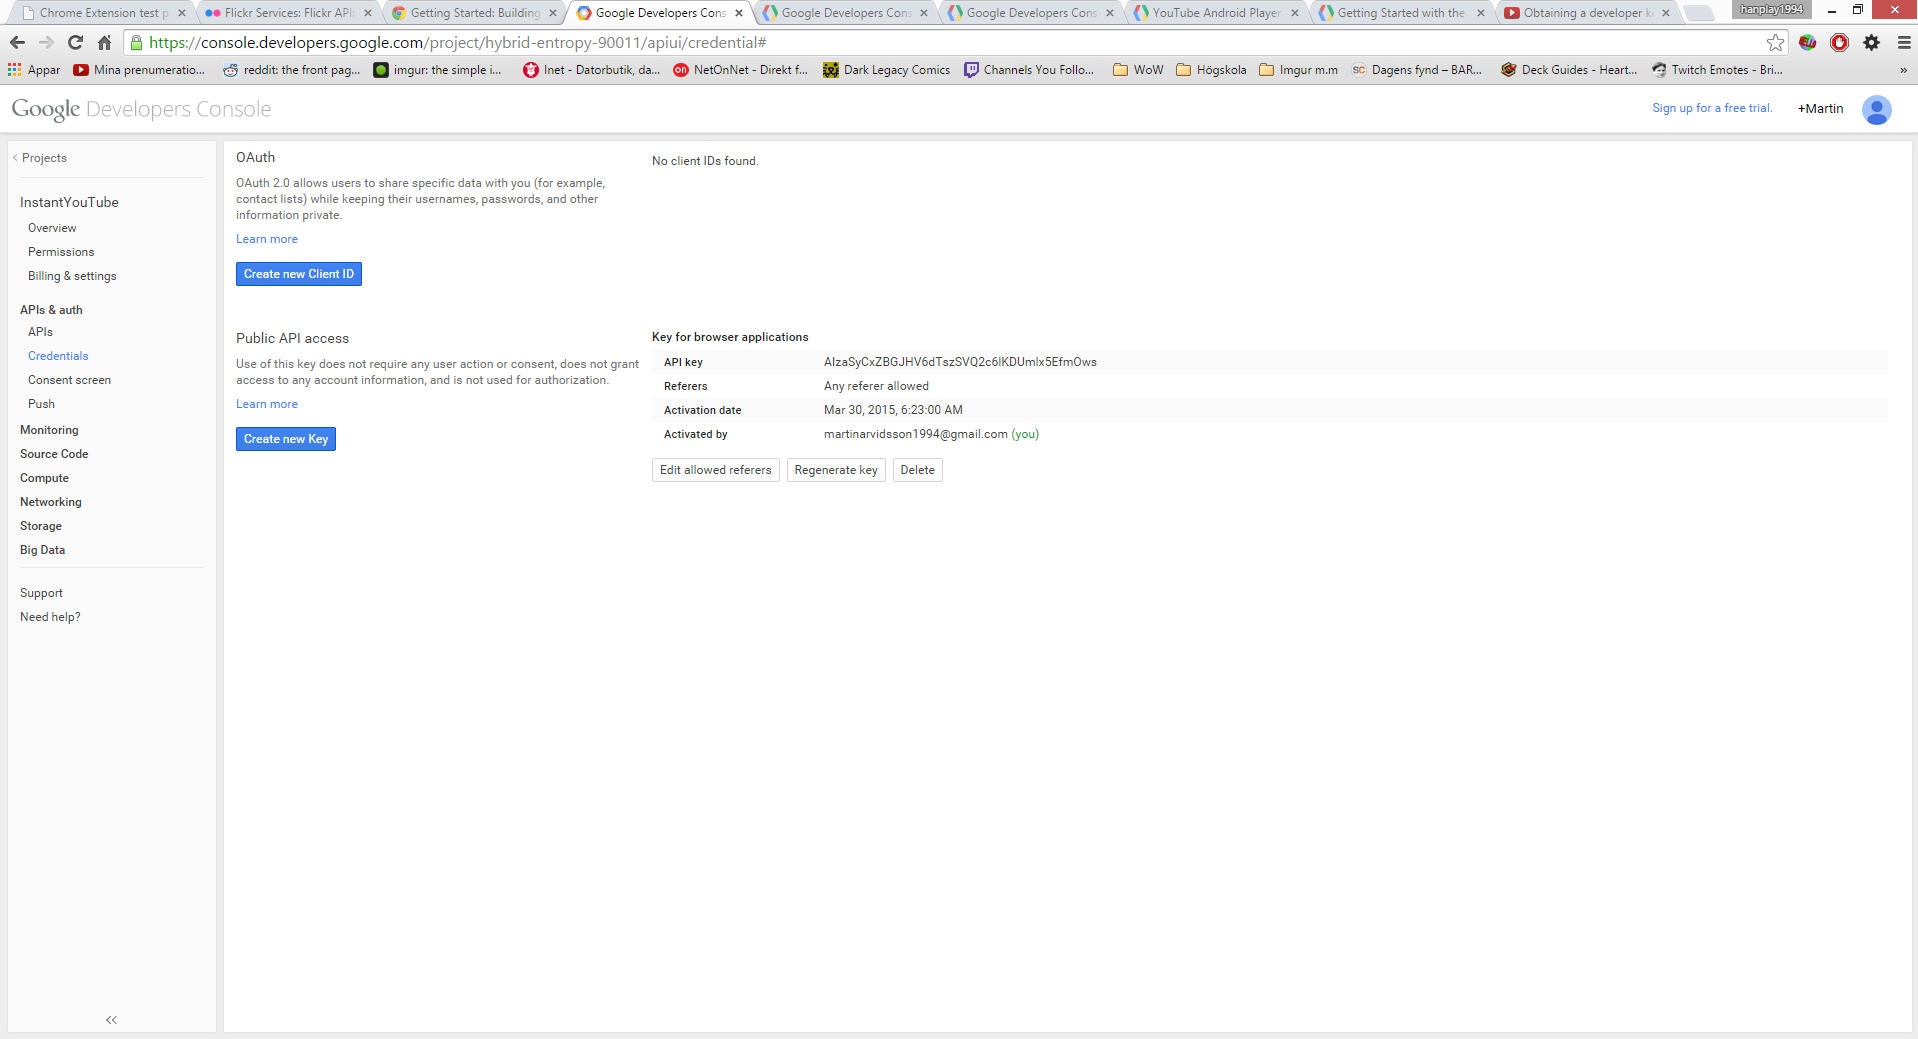 Chrome Extension test p
Flickr Services: Flickr API:
Getting Started: Building
Google Developers Cons
Google Developers Cons
Google Developers Cons
YouTube Android Player
Getting Started with the
Obtaining a developer k
hanplay1994
https://console.developers.google.com/project/hybrid-entropy-90011/apiui/credential#
Appar
Mina prenumeratio...
reddit: the front pag...
imgur: the simple i...
Inet - Datorbutik, da...
NetOnNet - Direkt f...
Dark Legacy Comics
Channels You Follo...
WoW
Högskola
Imgur m.m
Dagens fynd – BAR...
Deck Guides - Heart...
Twitch Emotes - Bri...
»
Google Developers Console
Sign up for a free trial.
+Martin
Projects
InstantYouTube
Overview
Permissions
Billing & settings
APIs & auth
APIs
Credentials
Consent screen
Push
Monitoring
Source Code
Compute
Networking
Storage
Big Data
Support
Need help?
OAuth
OAuth 2.0 allows users to share specific data with you (for example,
contact lists) while keeping their usernames, passwords, and other
information private.
Learn more
Create new Client ID
No client IDs found.
Public API access
Use of this key does not require any user action or consent, does not grant
access to any account information, and is not used for authorization.
Learn more
Create new Key
Key for browser applications
API key AIzaSyCxZBGJHV6dTszSVQ2c6lKDUmlx5EfmOws
Referers Any referer allowed
Activation date Mar 30, 2015, 6:23:00 AM
Activated by martinarvidsson1994@gmail.com (you)
Edit allowed referers
Regenerate key
Delete